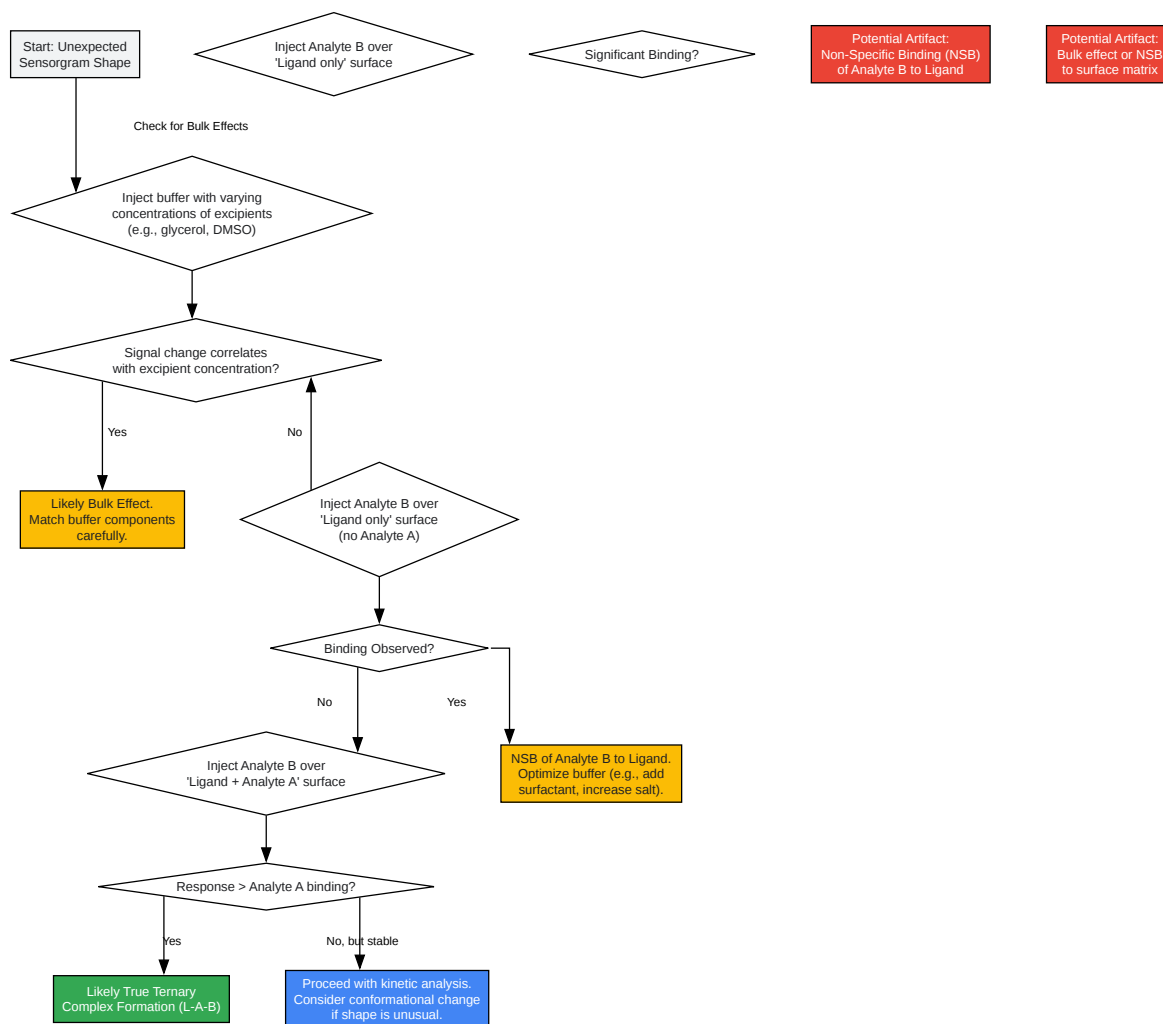 Start: Unexpected
Sensorgram Shape
Inject Analyte B over
'Ligand only' surface
Significant Binding?
Potential Artifact:
Non-Specific Binding (NSB)
of Analyte B to Ligand
Potential Artifact:
Bulk effect or NSB
to surface matrix
Check for Bulk Effects
Inject buffer with varying
concentrations of excipients
(e.g., glycerol, DMSO)
Signal change correlates
with excipient concentration?
Yes
No
Likely Bulk Effect.
Match buffer components
carefully.
Inject Analyte B over
'Ligand only' surface
(no Analyte A)
Binding Observed?
No
Yes
Inject Analyte B over
'Ligand + Analyte A' surface
NSB of Analyte B to Ligand.
Optimize buffer (e.g., add
surfactant, increase salt).
Response > Analyte A binding?
Yes
No, but stable
Likely True Ternary
Complex Formation (L-A-B)
Proceed with kinetic analysis.
Consider conformational change
if shape is unusual.